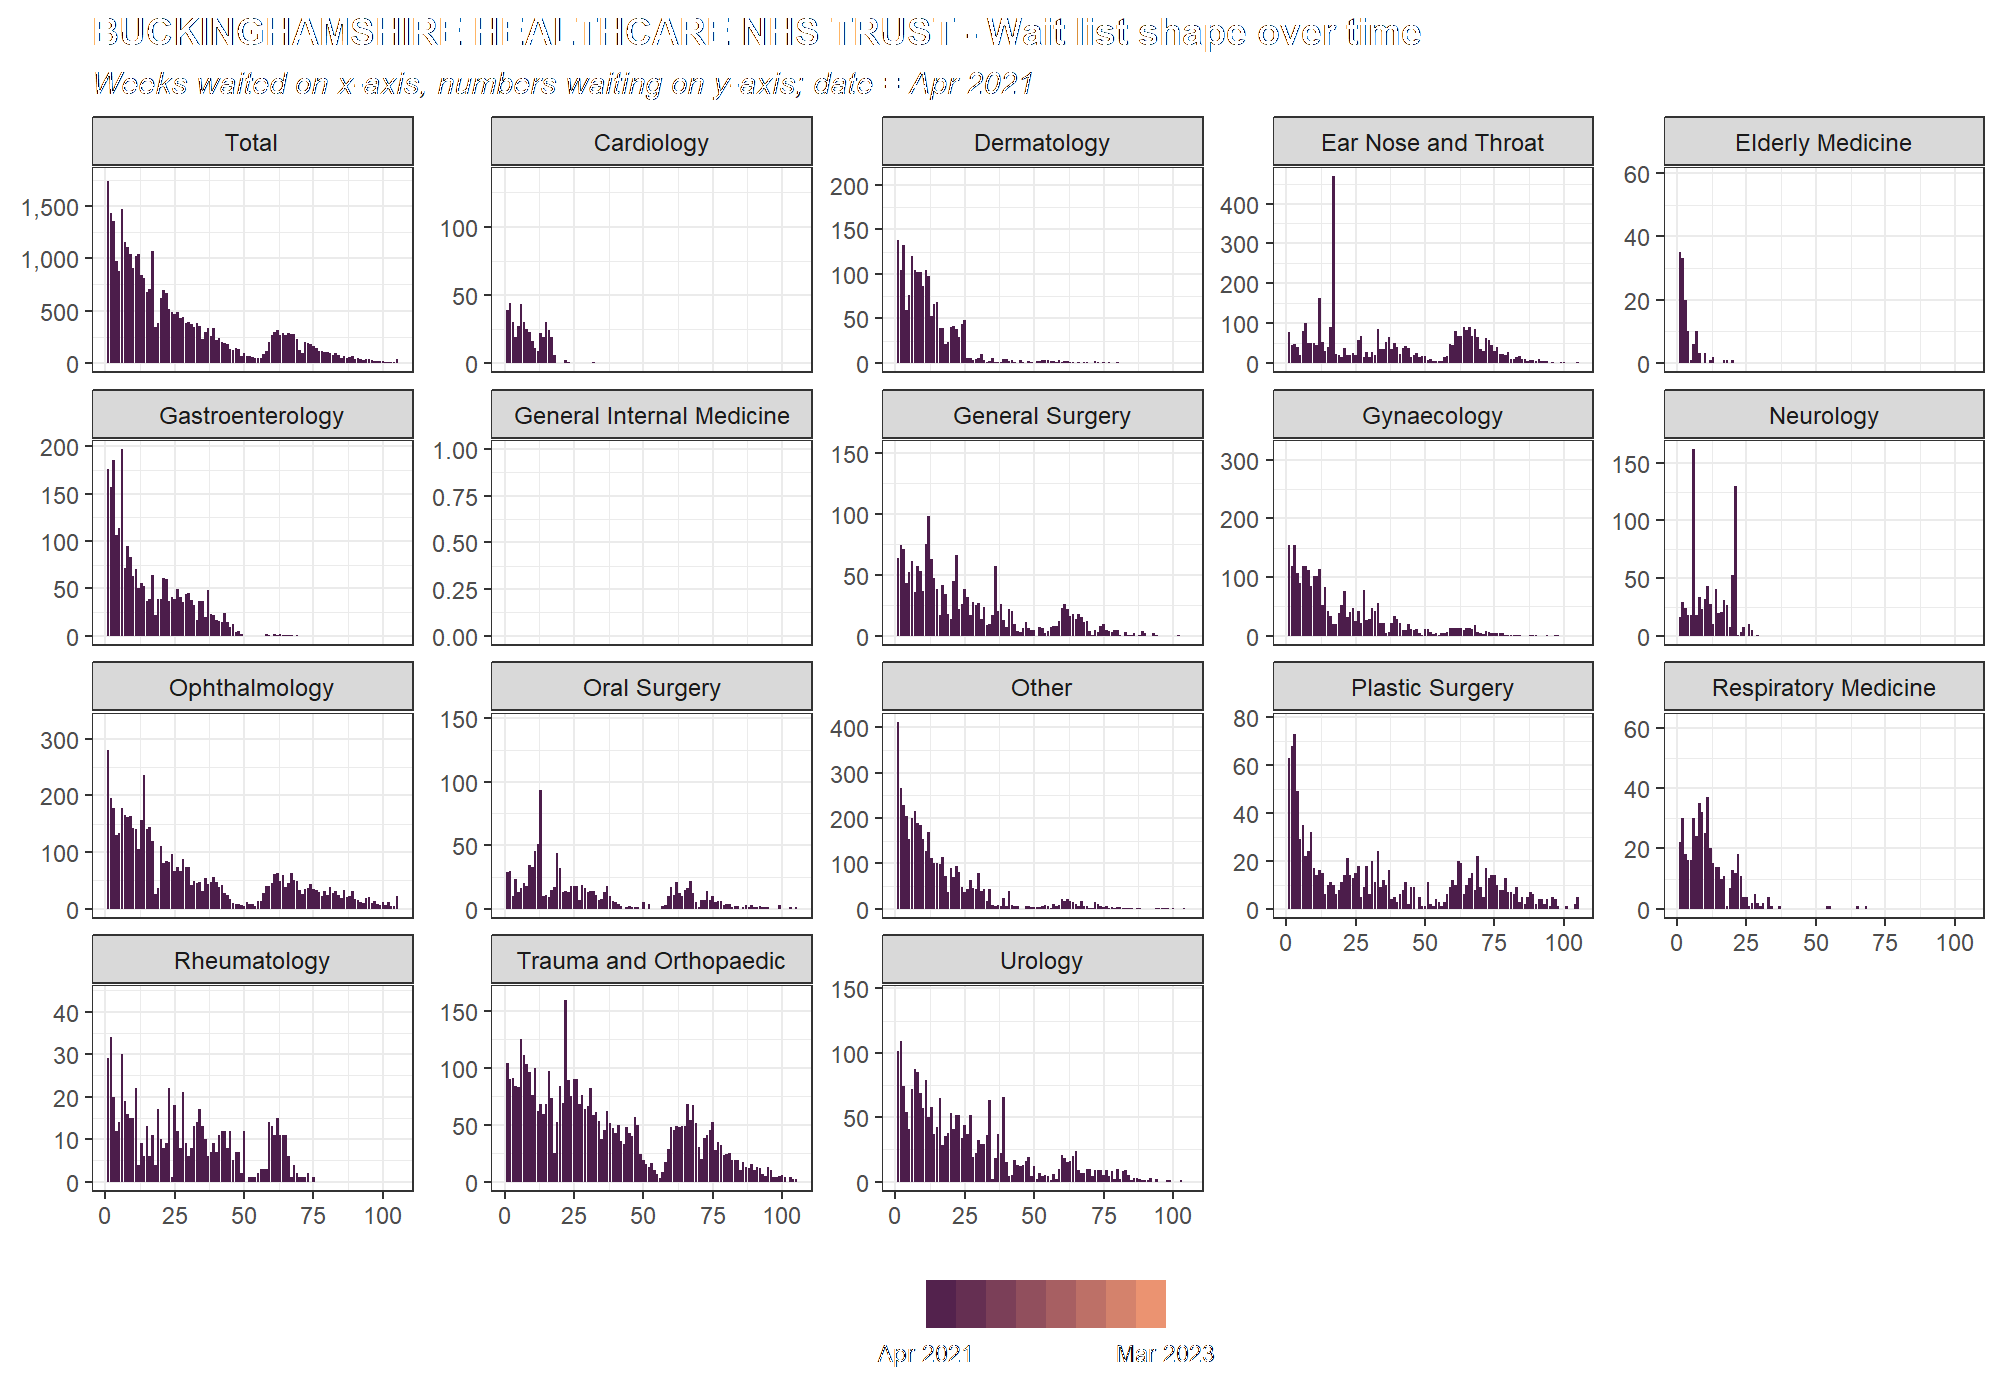 BUCKINGHAMSHIRE HEALTHCARE NHS TRUST - Wait list shape over time
Weeks waited on x-axis, numbers waiting on y-axis; date = Apr 2021
Total
Cardiology
Dermatology
Ear Nose and Throat
Elderly Medicine
1,500
1,000
500
0
100
50
0
200
150
100
50
0
400
300
200
100
0
60
40
20
0
Gastroenterology
General Internal Medicine
General Surgery
Gynaecology
Neurology
200
150
100
50
0
1.00
0.75
0.50
0.25
0.00
150
100
50
0
300
200
100
0
150
100
50
0
Ophthalmology
Oral Surgery
Other
Plastic Surgery
Respiratory Medicine
300
200
100
0
150
100
50
0
400
300
200
100
0
80
60
40
20
0
60
40
20
0
0 25 50 75 100
0 25 50 75 100
Rheumatology
Trauma and Orthopaedic
Urology
40
30
20
10
0
150
100
50
0
150
100
50
0
0 25 50 75 100
0 25 50 75 100
0 25 50 75 100
Apr 2021
Mar 2023